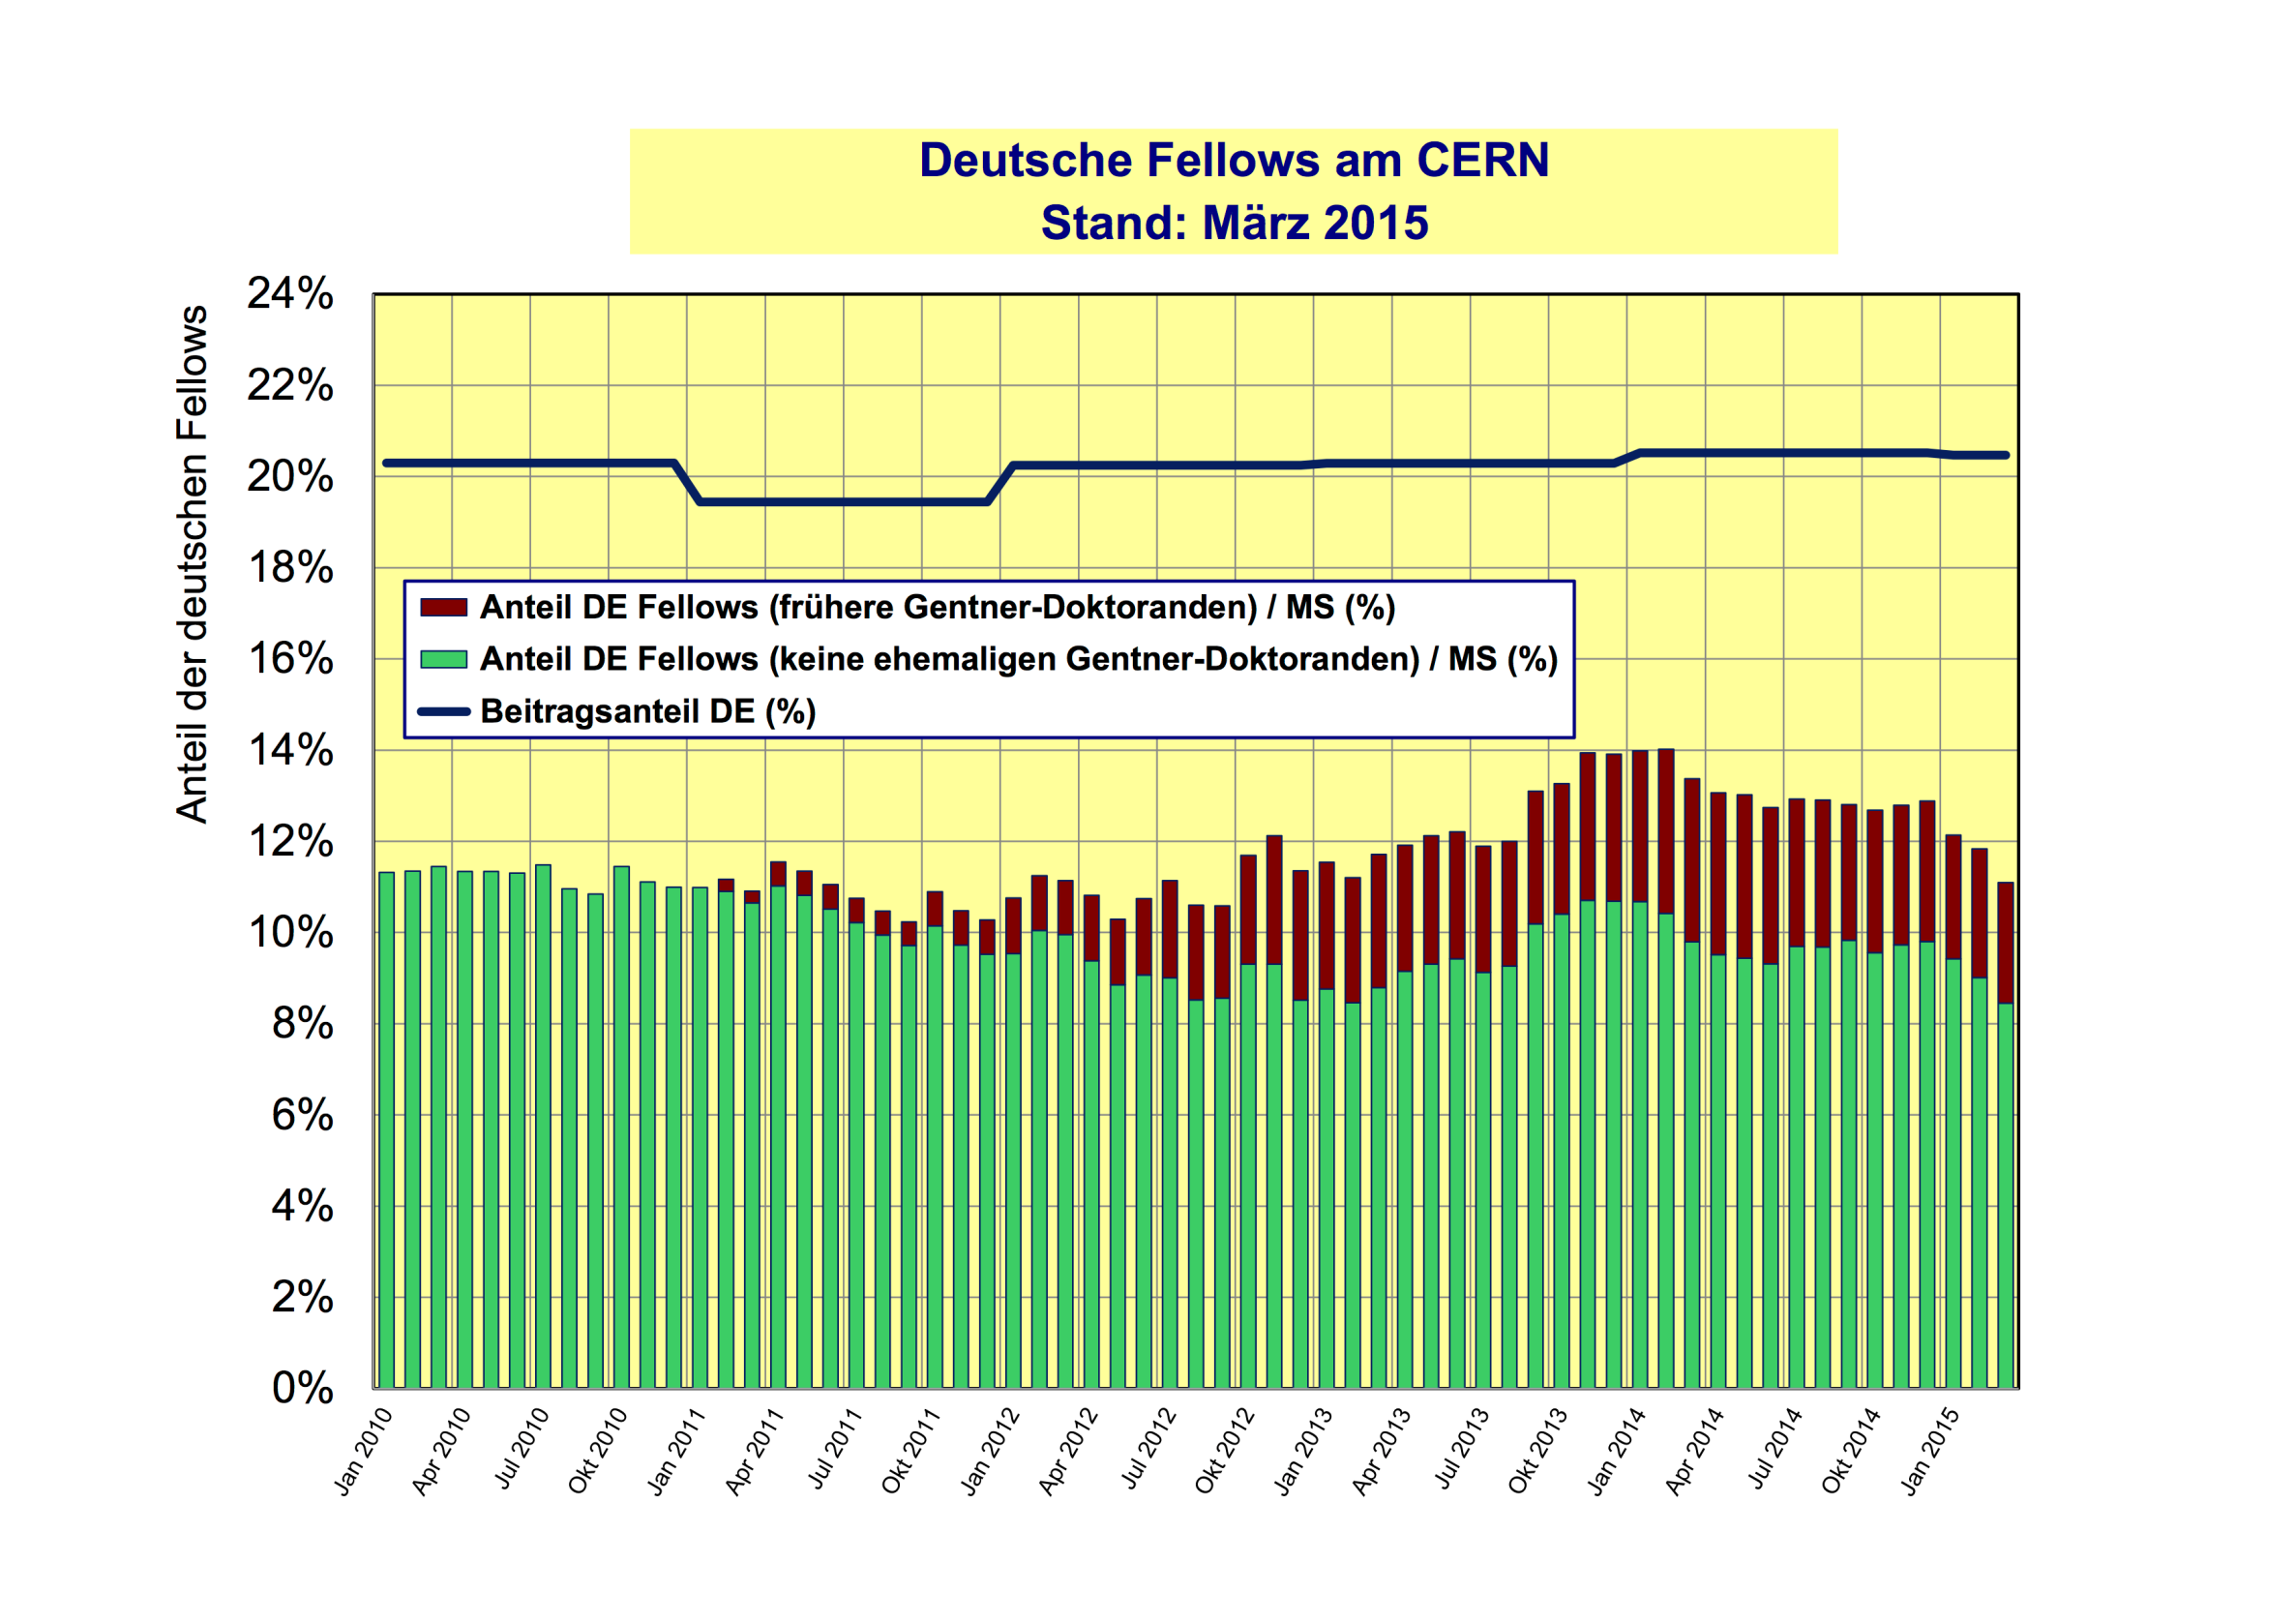 Deutsche Fellows am CERN
Stand: März 2015
Anteil der deutschen Fellows
24%
22%
20%
18%
16%
14%
12%
10%
8%
6%
4%
2%
0%
Anteil DE Fellows (frühere Gentner-Doktoranden) / MS (%)
Anteil DE Fellows (keine ehemaligen Gentner-Doktoranden) / MS (%)
Beitragsanteil DE (%)
Jan 2010
Apr 2010
Jul 2010
Okt 2010
Jan 2011
Apr 2011
Jul 2011
Okt 2011
Jan 2012
Apr 2012
Jul 2012
Okt 2012
Jan 2013
Apr 2013
Jul 2013
Okt 2013
Jan 2014
Apr 2014
Jul 2014
Okt 2014
Jan 2015